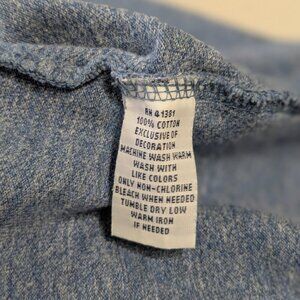 RN 41381
100% COTTON
EXCLUSIVE OF
DECORATION
MACHINE WASH WARM
WASH WITH
LIKE COLORS
ONLY NON-CHLORINE
BLEACH WHEN NEEDED
TUMBLE DRY LOW
WARM IRON
IF NEEDED